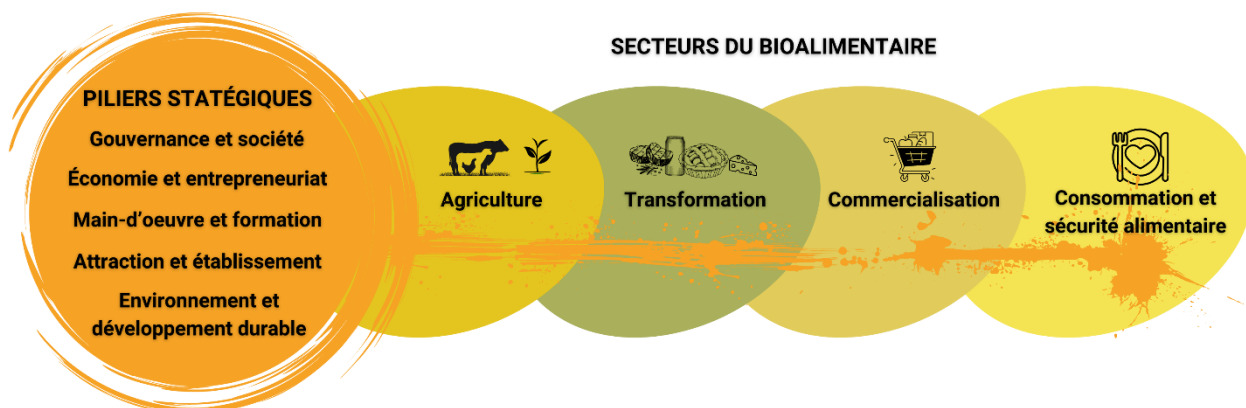 SECTEURS DU BIOALIMENTAIRE
PILIERS STATÉGIQUES
Gouvernance et société
Économie et entrepreneuriat
Main-d'oeuvre et formation
Attraction et établissement
Environnement et
développement durable
Agriculture
Transformation
Commercialisation
Consommation et
sécurité alimentaire